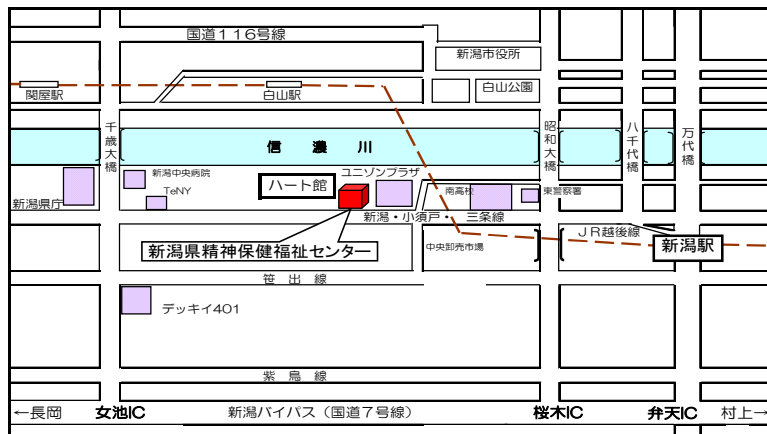 国道116号線
新潟市役所
関屋駅
白山駅
白山公園
千歳大橋
信濃川
昭和大橋
八千代橋
万代橋
新潟中央病院
ユニゾンプラザ
ハート館
TeNY
南高校
東警察署
新潟県庁
新潟・小須戸・三条線
新潟県精神保健福祉センター
中央卸売市場
JR越後線
新潟駅
笹出線
デッキィ401
紫鳥線
←長岡
女池IC
新潟バイパス（国道7号線）
桜木IC
弁天IC
村上→